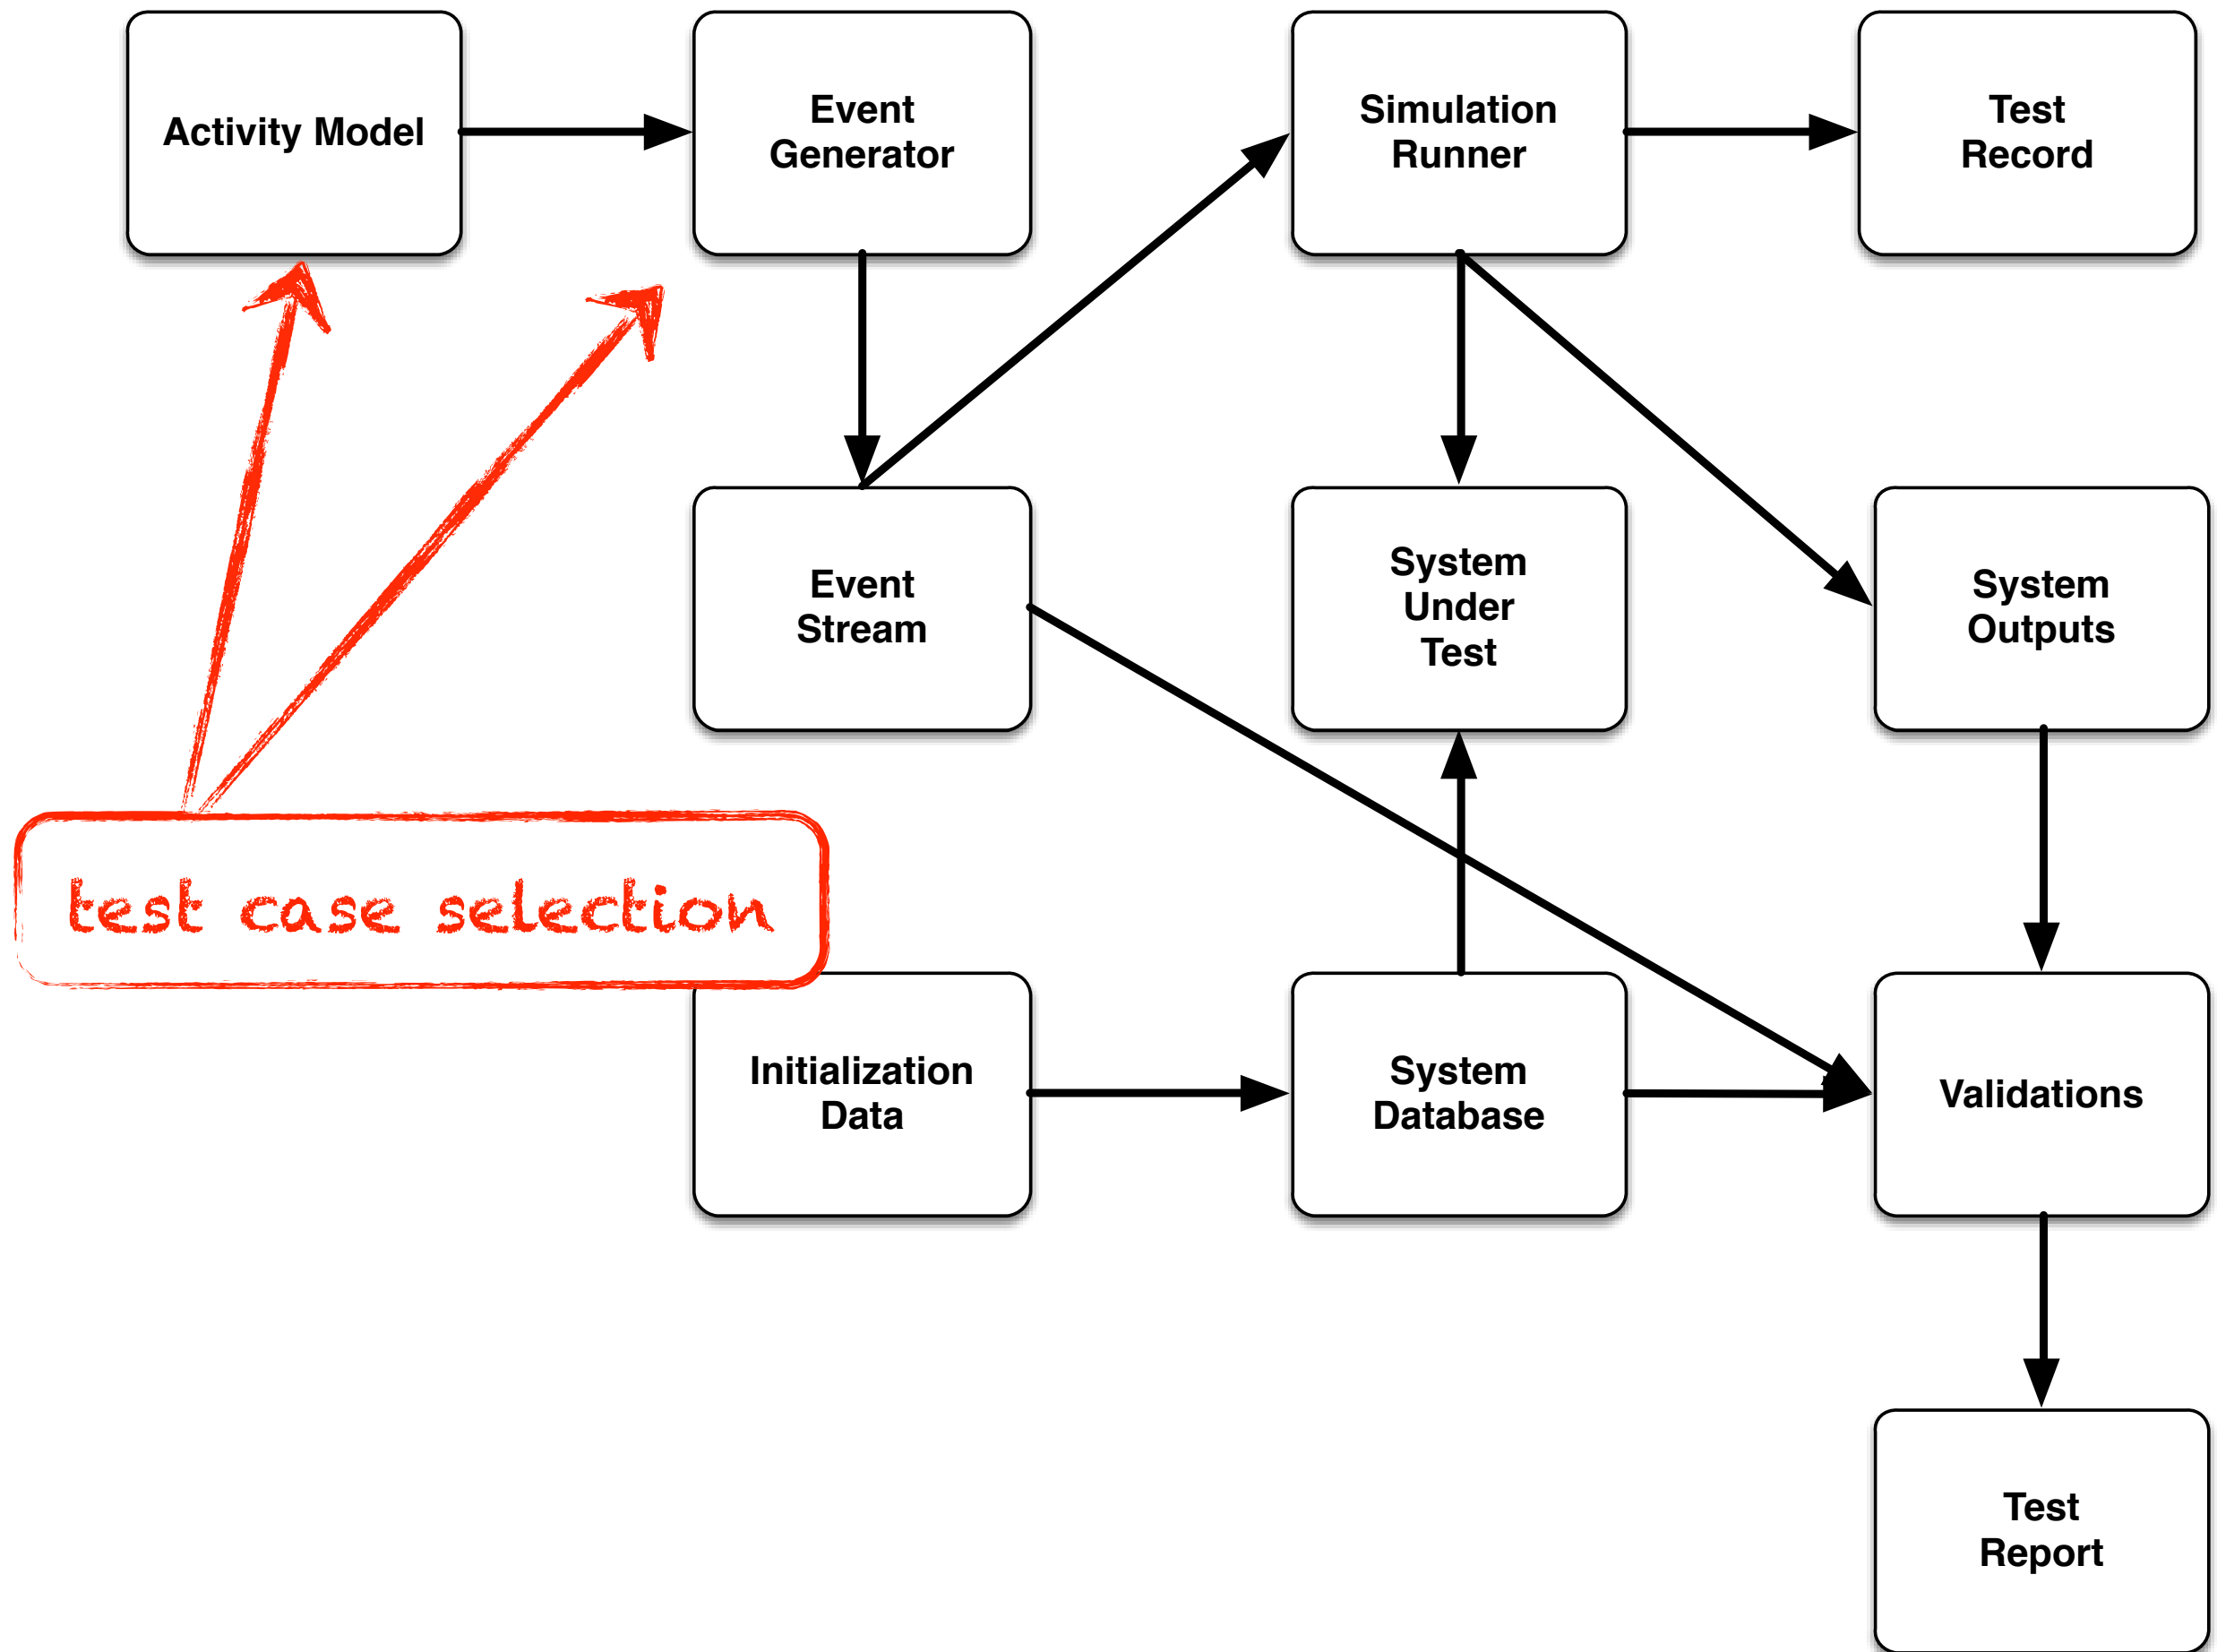 Activity Model
Event
Generator
Simulation
Runner
Test
Record
Event
Stream
System
Under
Test
System
Outputs
test case selection
Initialization
Data
System
Database
Validations
Test
Report